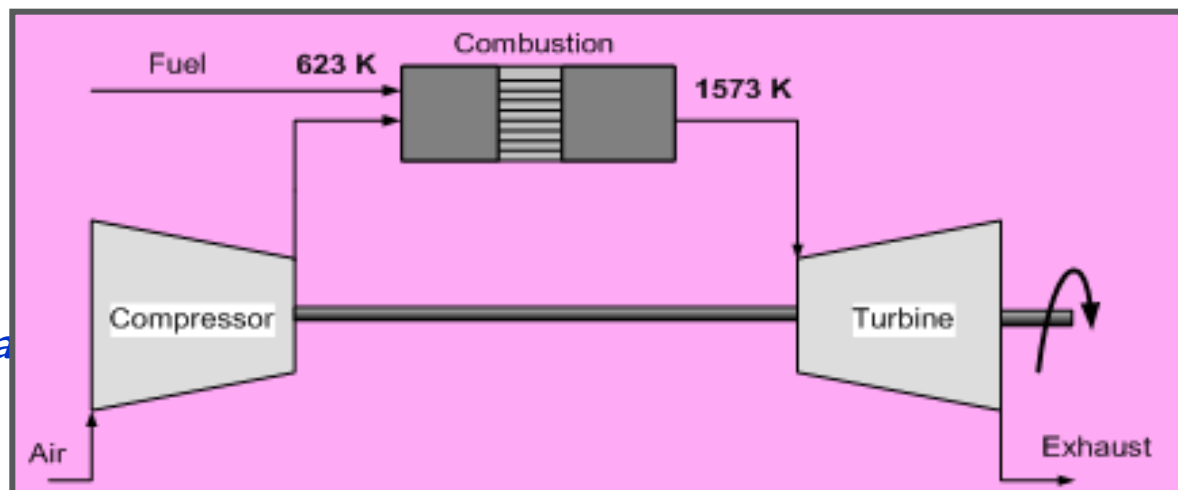 Combustion
Fuel 623 K
1573 K
Compressor
Turbine
a
Air
Exhaust